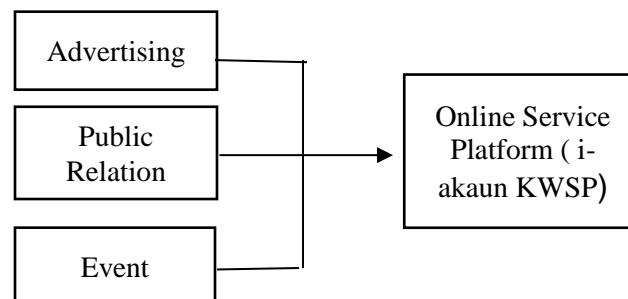 Advertising
Public
Relation
Event
Online Service
Platform ( i-
akaun KWSP)